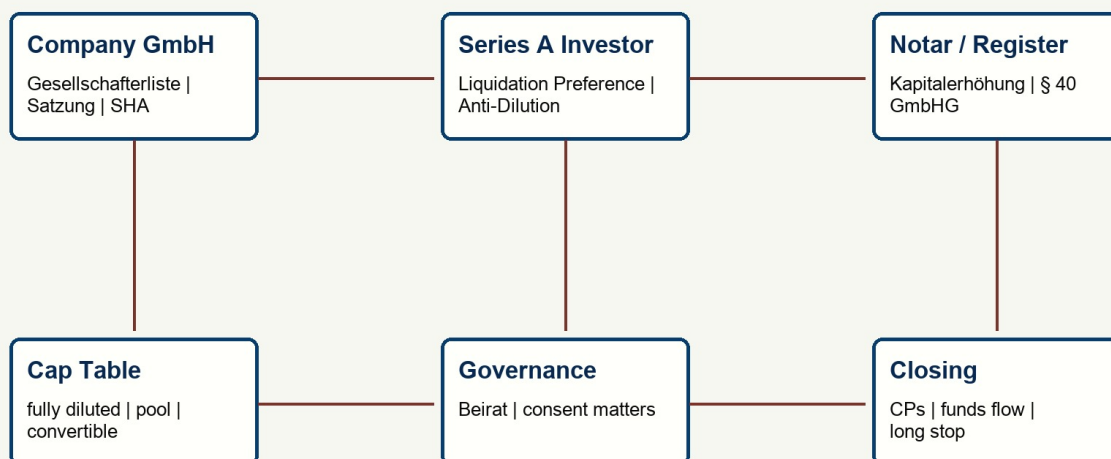 Company GmbH
Gesellschafterliste |
Satzung | SHA
Series A Investor
Liquidation Preference |
Anti-Dilution
Notar / Register
Kapitalerhöhung | § 40
GmbHG
Cap Table
fully diluted | pool |
convertible
Governance
Beirat | consent matters
Closing
CPs | funds flow |
long stop